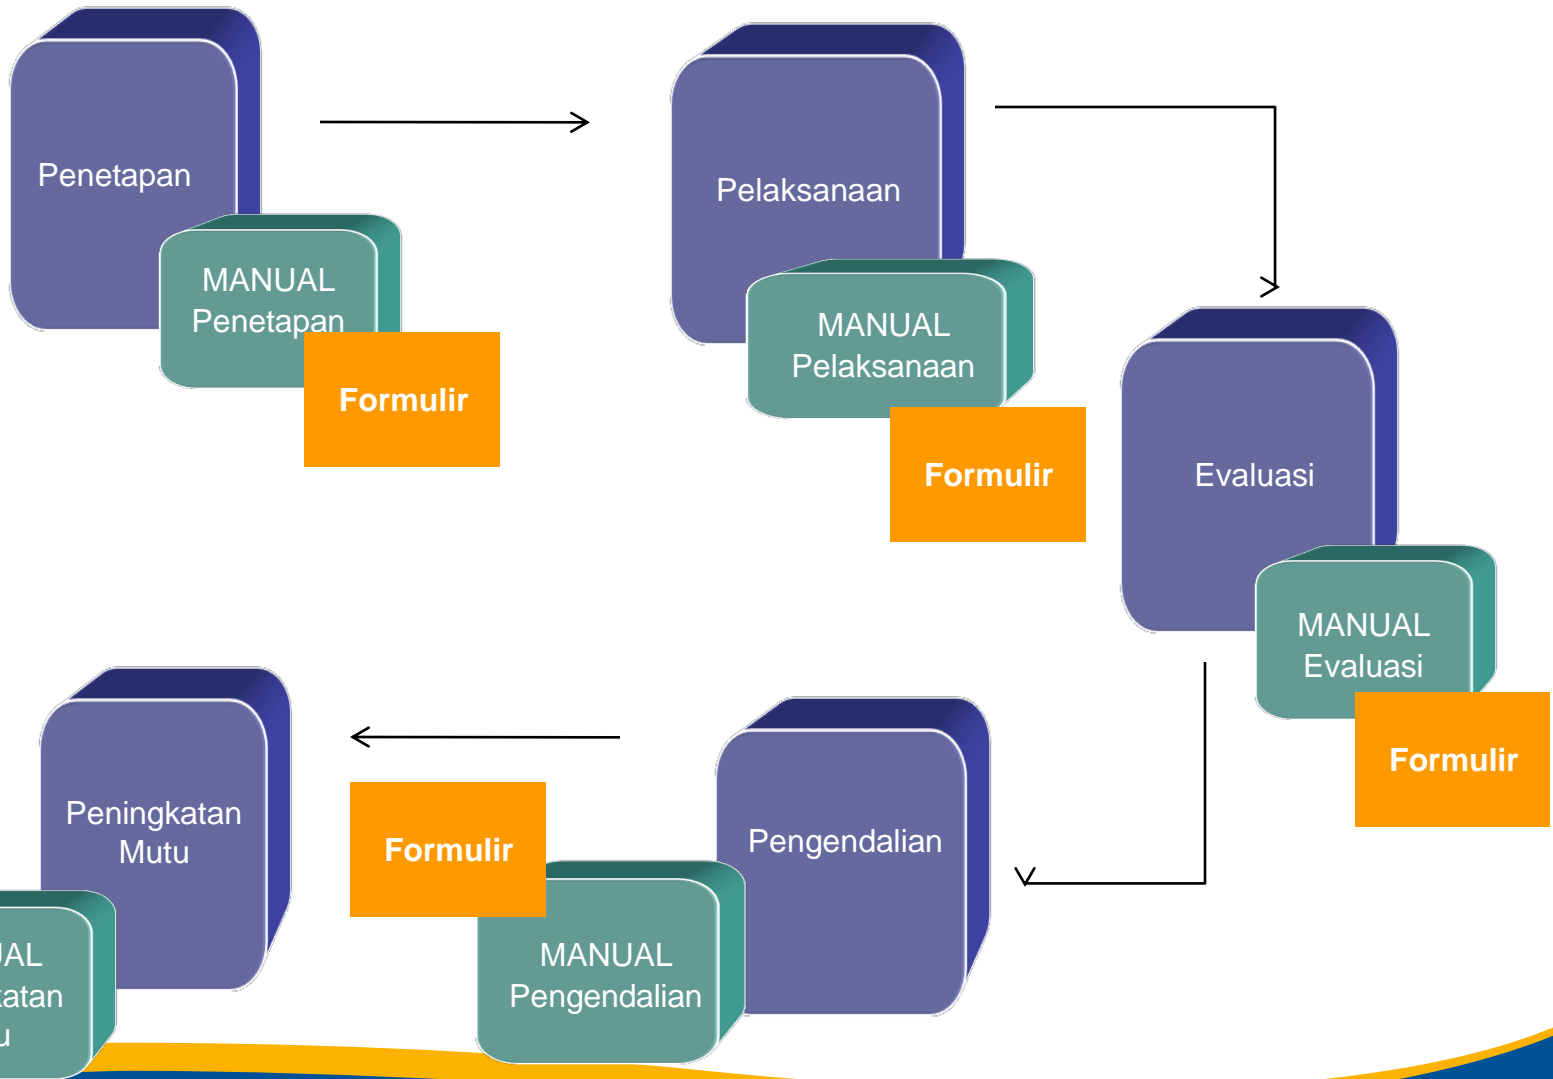 Penetapan
MANUAL
Penetapan
Formulir
Pelaksanaan
MANUAL
Pelaksanaan
Formulir
Evaluasi
MANUAL
Evaluasi
Formulir
Pengendalian
MANUAL
Pengendalian
Formulir
Peningkatan
Mutu